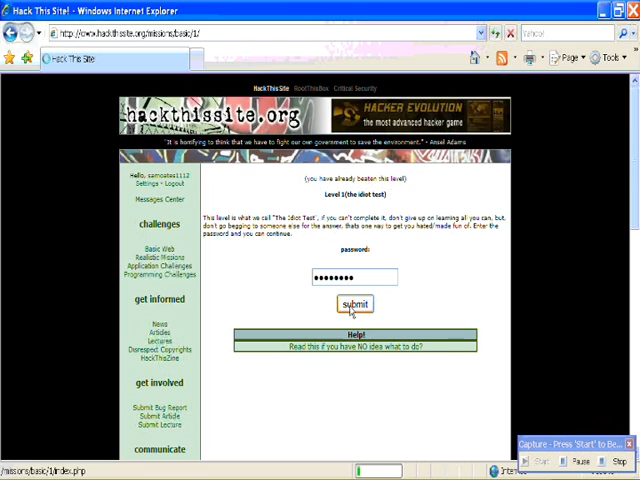 Hack This Site! - Windows Internet Explorer
http://www.hackthissite.org/missions/basic/1/
Yahoo!
Hack This Site!
Page
Tools
HackThisSite RootThisBox Critical Security
hackthissite.org
HACKER EVOLUTION
the most advanced hacker game
"It is horrifying to think that we have to fight our own government to save the environment." - Ansel Adams
Hello, samoates1112
Settings - Logout
Messages Center
challenges
Basic Web
Realistic Missions
Application Challenges
Programming Challenges
get informed
News
Articles
Lectures
Disrespect Copyrights
HackThisZine
get involved
Submit Bug Report
Submit Article
Submit Lecture
communicate
(you have already beaten this level)
Level 1(the idiot test)
This level is what we call "The Idiot Test", if you can't complete it, don't give up on learning all you can, but,
don't go begging to someone else for the answer, thats one way to get you hated/made fun of. Enter the
password and you can continue.
password:
submit
Help!
Read this if you have NO idea what to do?
Capture - Press 'Start' to Be...
Start
Pause
Stop
/missons/basic/1/index.php